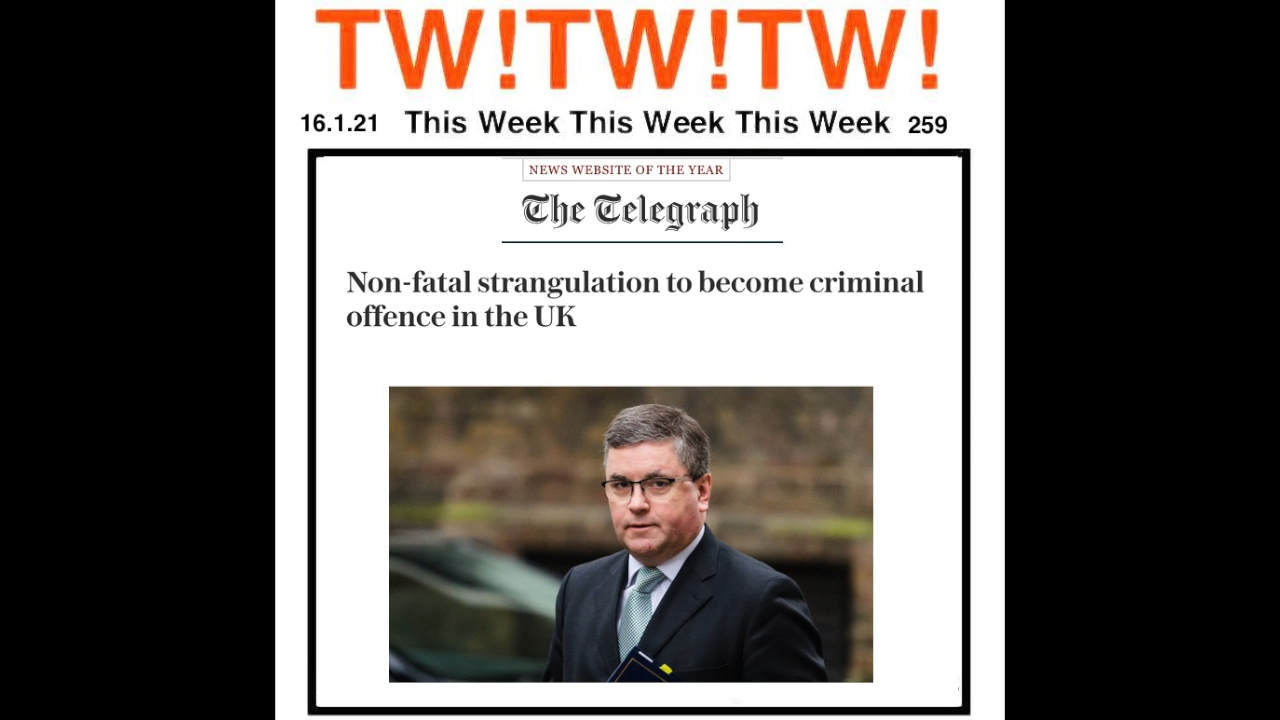 TW!TW!TW!
16.1.21 This Week This Week This Week 259
NEWS WEBSITE OF THE YEAR
The Telegraph
Non-fatal strangulation to become criminal
offence in the UK